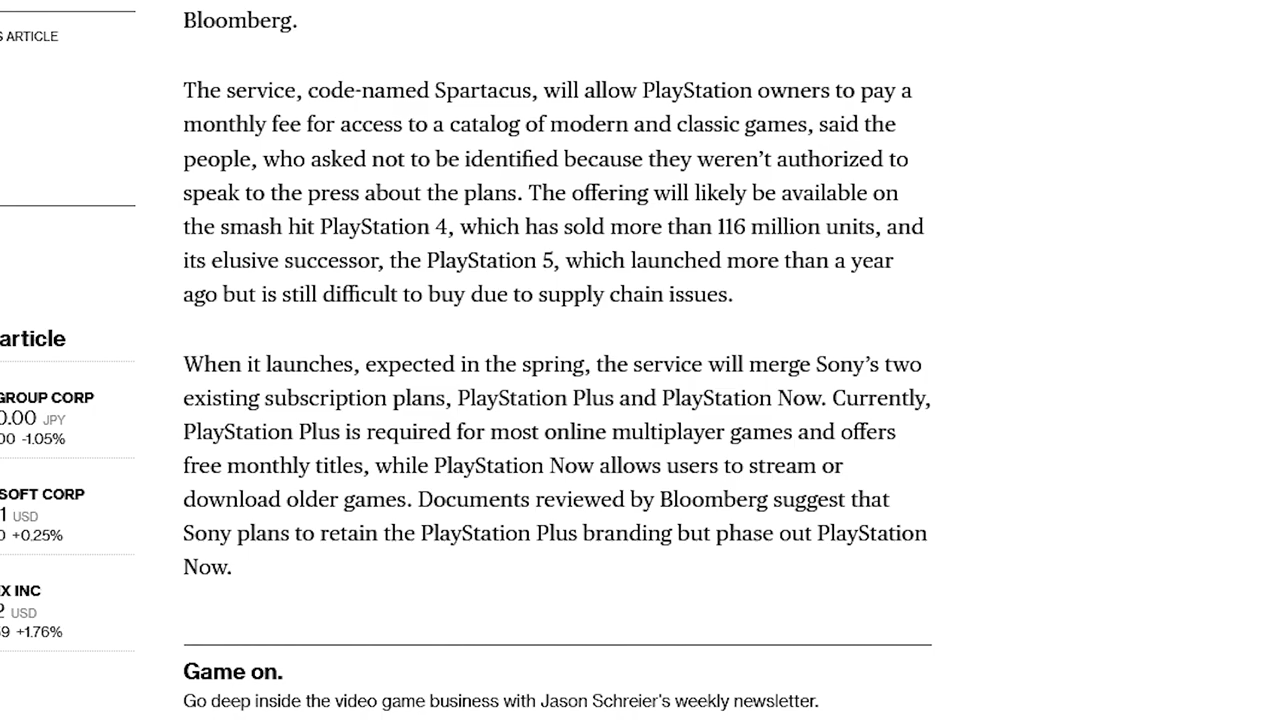 Bloomberg.
S ARTICLE
The service, code-named Spartacus, will allow PlayStation owners to pay a
monthly fee for access to a catalog of modern and classic games, said the
people, who asked not to be identified because they weren’t authorized to
speak to the press about the plans. The offering will likely be available on
the smash hit PlayStation 4, which has sold more than 116 million units, and
its elusive successor, the PlayStation 5, which launched more than a year
ago but is still difficult to buy due to supply chain issues.
article
GROUP CORP
0.00 JPY
00 -1.05%
SOFT CORP
1 USD
0 +0.25%
X INC
2 USD
59 +1.76%
When it launches, expected in the spring, the service will merge Sony’s two
existing subscription plans, PlayStation Plus and PlayStation Now. Currently,
PlayStation Plus is required for most online multiplayer games and offers
free monthly titles, while PlayStation Now allows users to stream or
download older games. Documents reviewed by Bloomberg suggest that
Sony plans to retain the PlayStation Plus branding but phase out PlayStation
Now.
Game on.
Go deep inside the video game business with Jason Schreier's weekly newsletter.